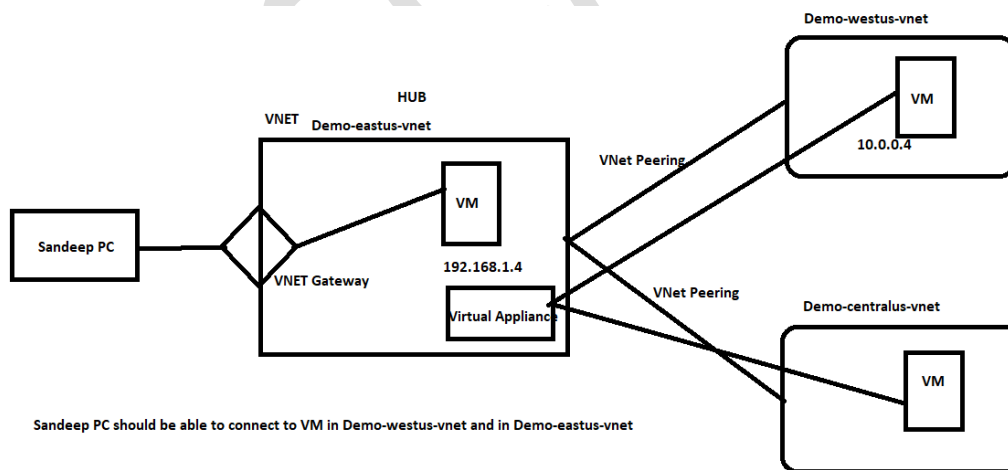 Demo-westus-vnet
HUB
VNET
Demo-eastus-vnet
VM
10.0.0.4
VNet Peering
VM
Sandeep PC
192.168.1.4
VNET Gateway
VNet Peering
Virtual Appliance
Demo-centralus-vnet
VM
Sandeep PC should be able to connect to VM in Demo-westus-vnet and in Demo-eastus-vnet